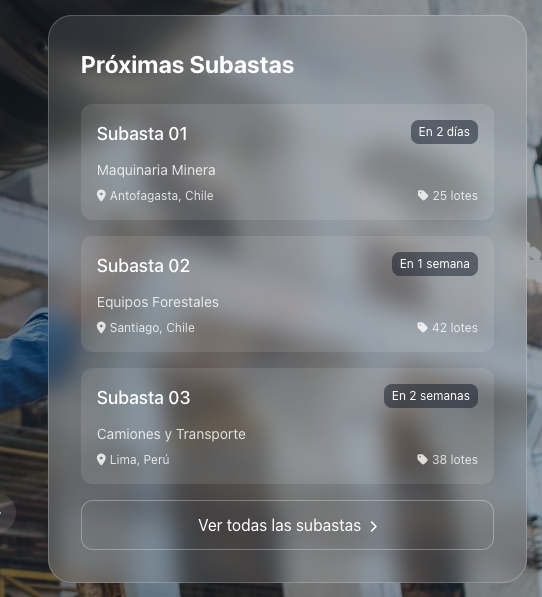 Próximas Subastas
Subasta 01
En 2 días
Maquinaria Minera
Antofagasta, Chile
25 lotes
Subasta 02
En 1 semana
Equipos Forestales
Santiago, Chile
42 lotes
Subasta 03
En 2 semanas
Camiones y Transporte
Lima, Perú
38 lotes
Ver todas las subastas